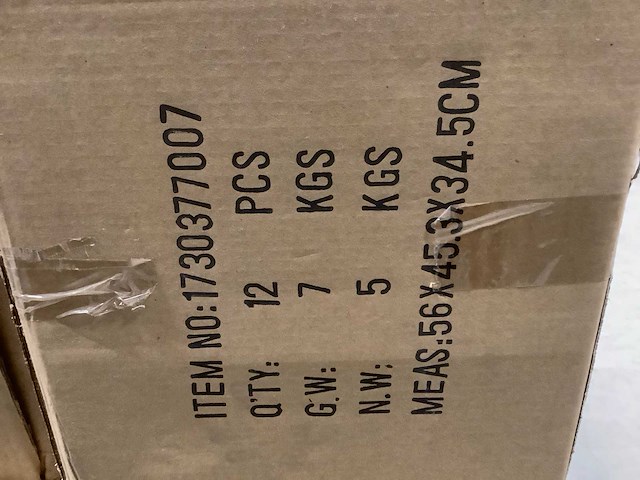 ITEM NO:1730377007
Q'TY: 12 PCS
G.W: 7 KGS
N.W: 5 KGS
MEAS:56X45.3X34.5CM